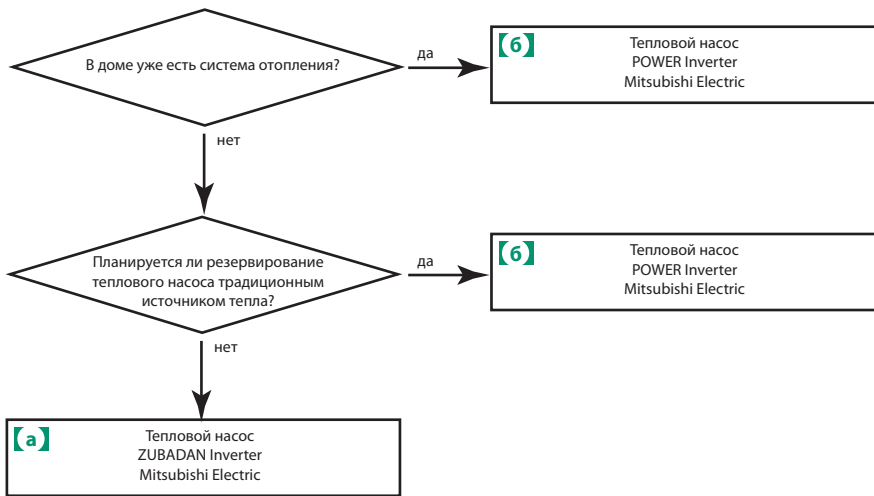 В доме уже есть система отопления?
да
【б】
Тепловой насос
POWER Inverter
Mitsubishi Electric
нет
Планируется ли резервирование
теплового насоса традиционным
источником тепла?
да
【б】
Тепловой насос
POWER Inverter
Mitsubishi Electric
нет
【а】
Тепловой насос
ZUBADAN Inverter
Mitsubishi Electric